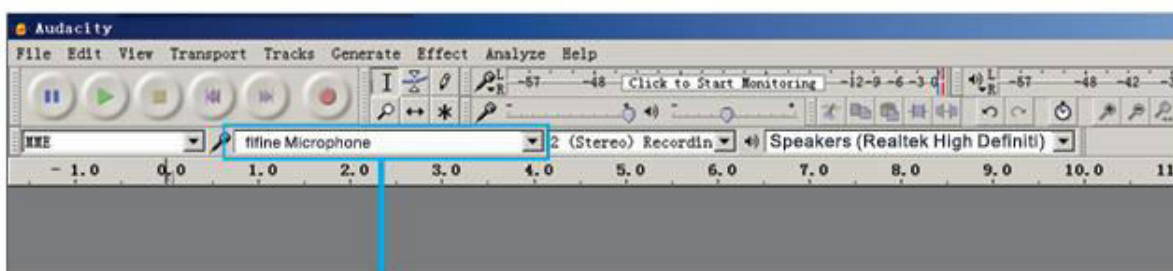 Audacity
File Edit View Transport Tracks Generate Effect Analyze Help
L R -57 -48 Click to Start Monitoring -12 -9 -6 -3 0 L R -57 -48 -42 -3
MME fifine Microphone 2 (Stereo) Recordin Speakers (Realtek High Definiti)
- 1.0 0.0 1.0 2.0 3.0 4.0 5.0 6.0 7.0 8.0 9.0 10.0 11